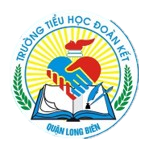 TRƯỜNG TIỂU HỌC ĐOÀN KẾT
QUẬN LONG BIÊN